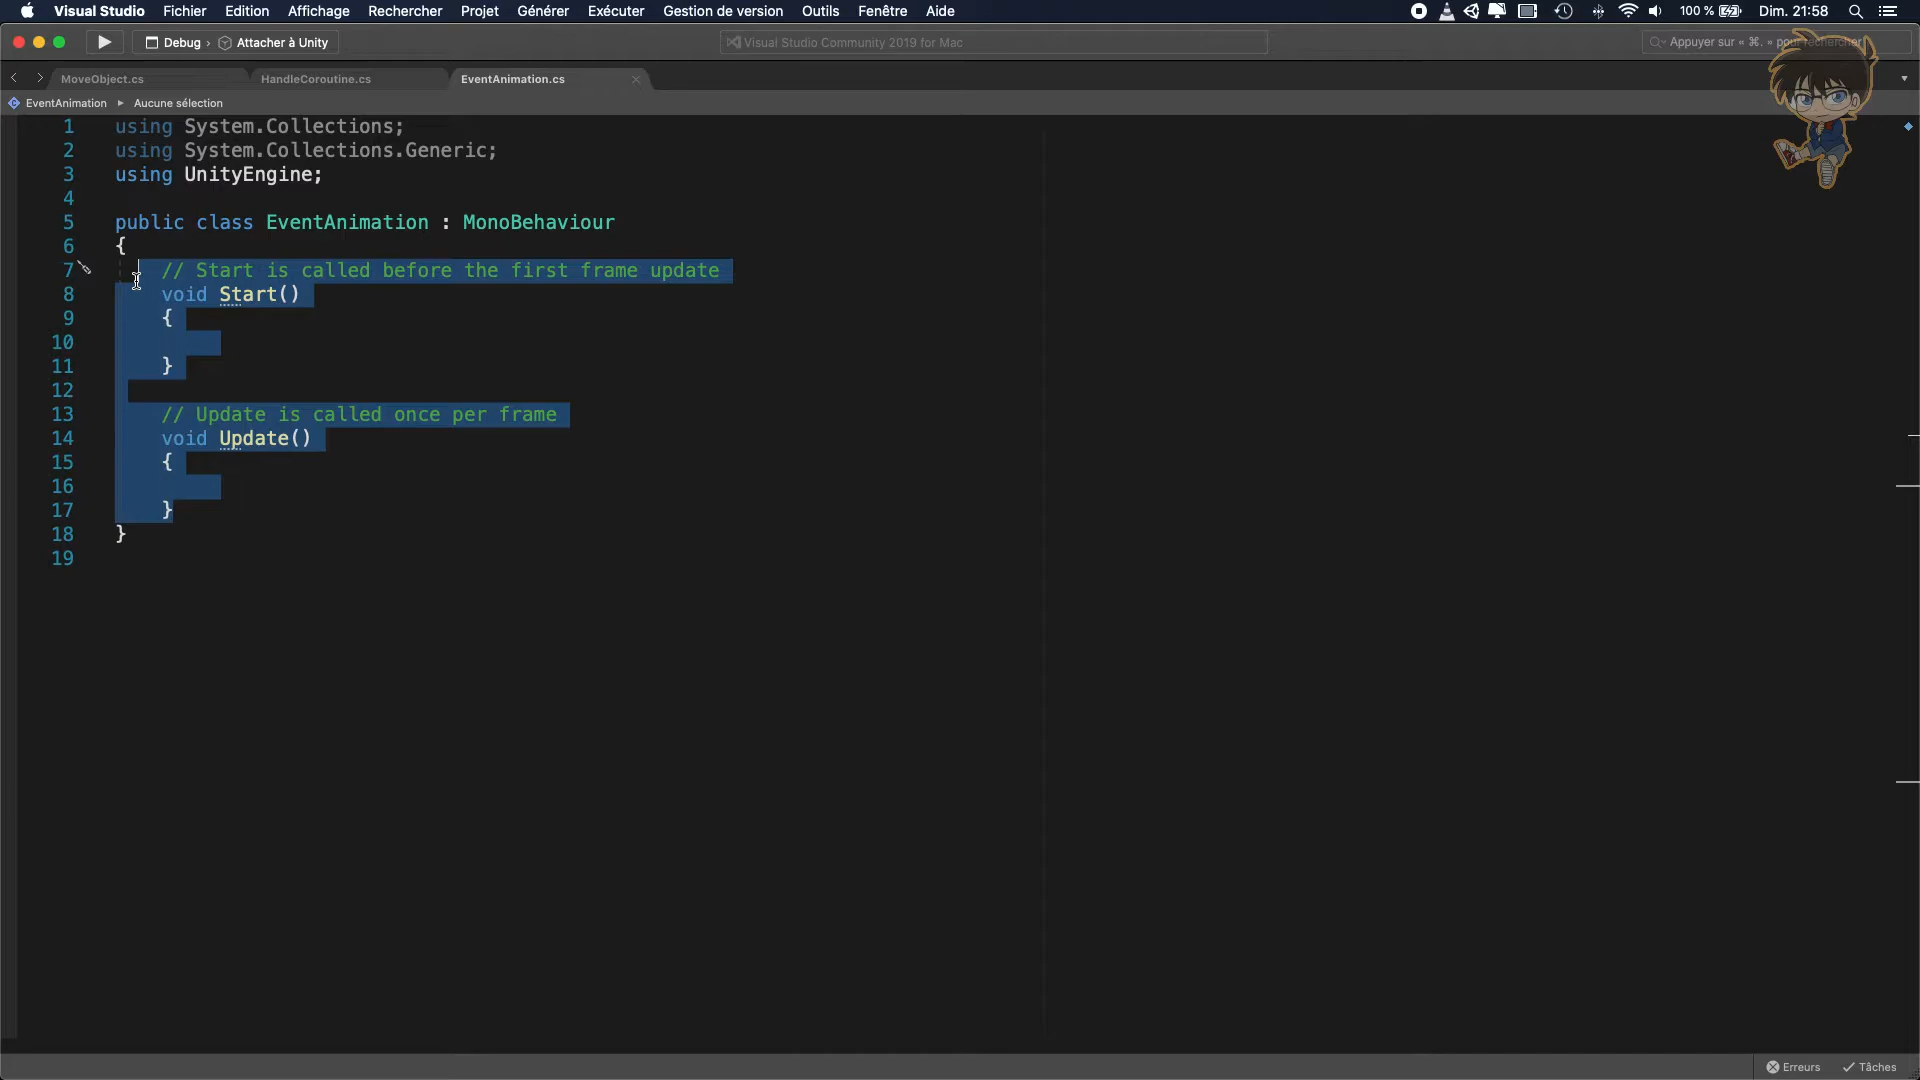 Visual Studio Fichier Edition Affichage Rechercher Projet Générer Exécuter Gestion de version Outils Fenêtre Aide 100 % Dim. 21:58
Debug › Attacher à Unity Visual Studio Community 2019 for Mac Appuyer sur « ⌘. » pour rechercher
MoveObject.cs HandleCoroutine.cs EventAnimation.cs
EventAnimation Aucune sélection
1 using System.Collections;
2 using System.Collections.Generic;
3 using UnityEngine;
4
5 public class EventAnimation : MonoBehaviour
6 {
7 // Start is called before the first frame update
8 void Start()
9 {
10
11 }
12
13 // Update is called once per frame
14 void Update()
15 {
16
17 }
18 }
19
Erreurs Tâches